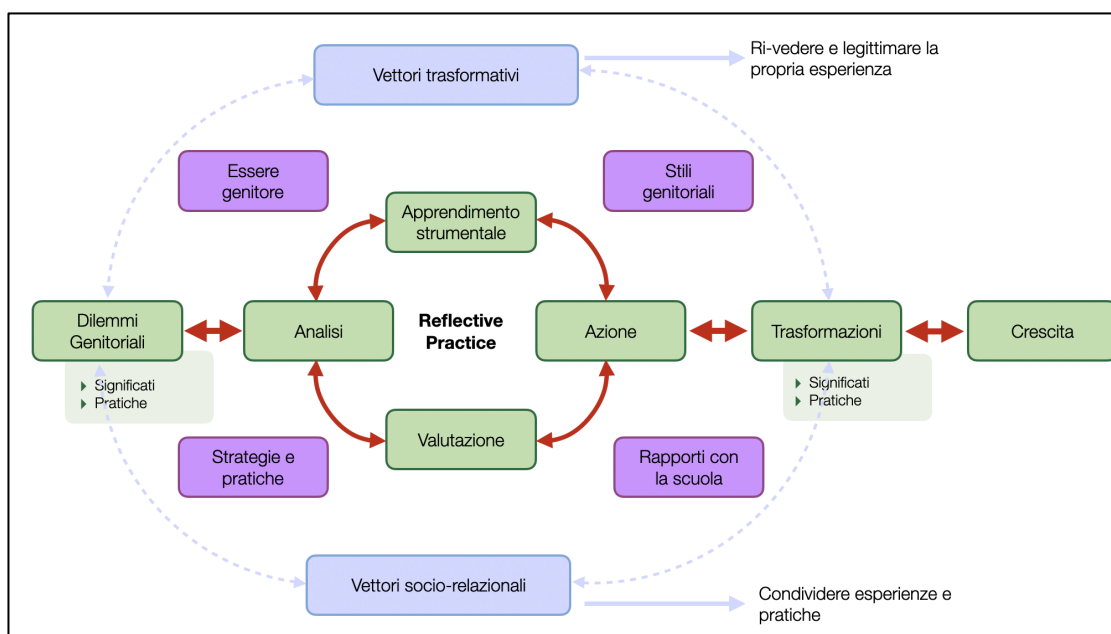 Vettori trasformativi
Ri-vedere e legittimare la
propria esperienza
Essere
genitore
Stili
genitoriali
Apprendimento
strumentale
Dilemmi
Genitoriali
Analisi
Reflective
Practice
Azione
Trasformazioni
Crescita
Significati
Pratiche
Significati
Pratiche
Valutazione
Strategie e
pratiche
Rapporti con
la scuola
Vettori socio-relazionali
Condividere esperienze e
pratiche